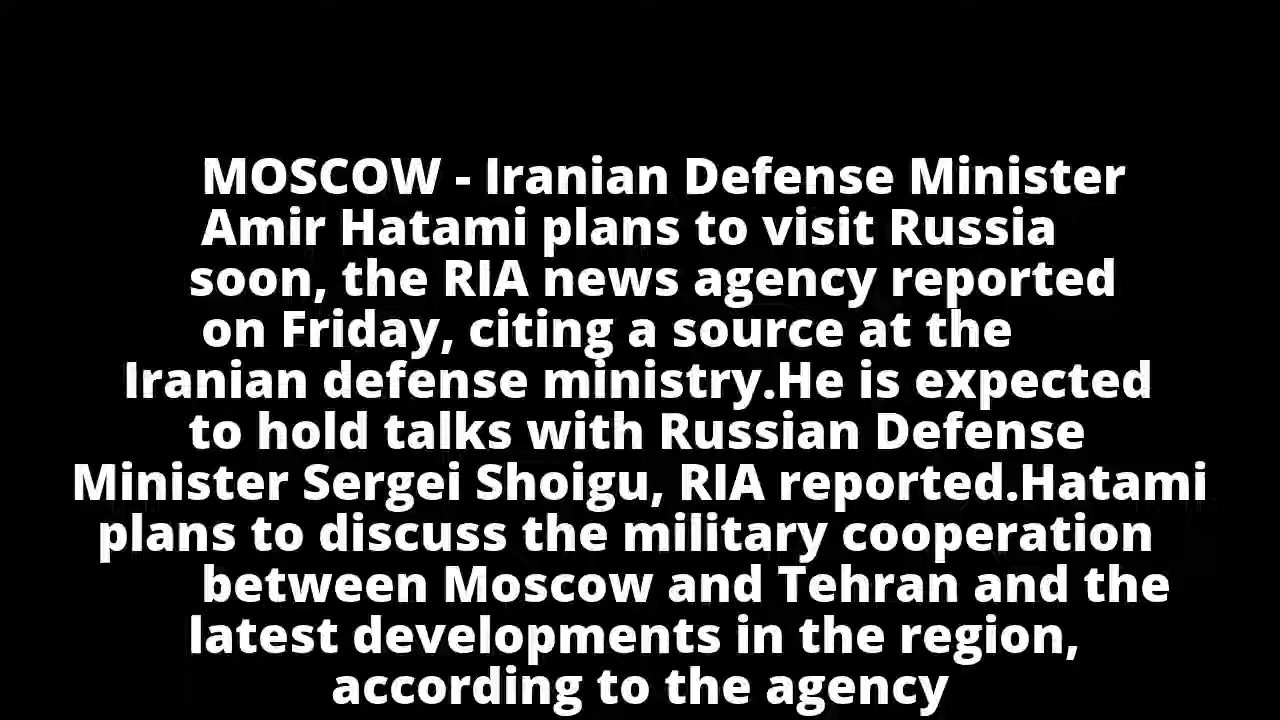 MOSCOW - Iranian Defense Minister
Amir Hatami plans to visit Russia
soon, the RIA news agency reported
on Friday, citing a source at the
Iranian defense ministry.He is expected
to hold talks with Russian Defense
Minister Sergei Shoigu, RIA reported.Hatami
plans to discuss the military cooperation
between Moscow and Tehran and the
latest developments in the region,
according to the agency